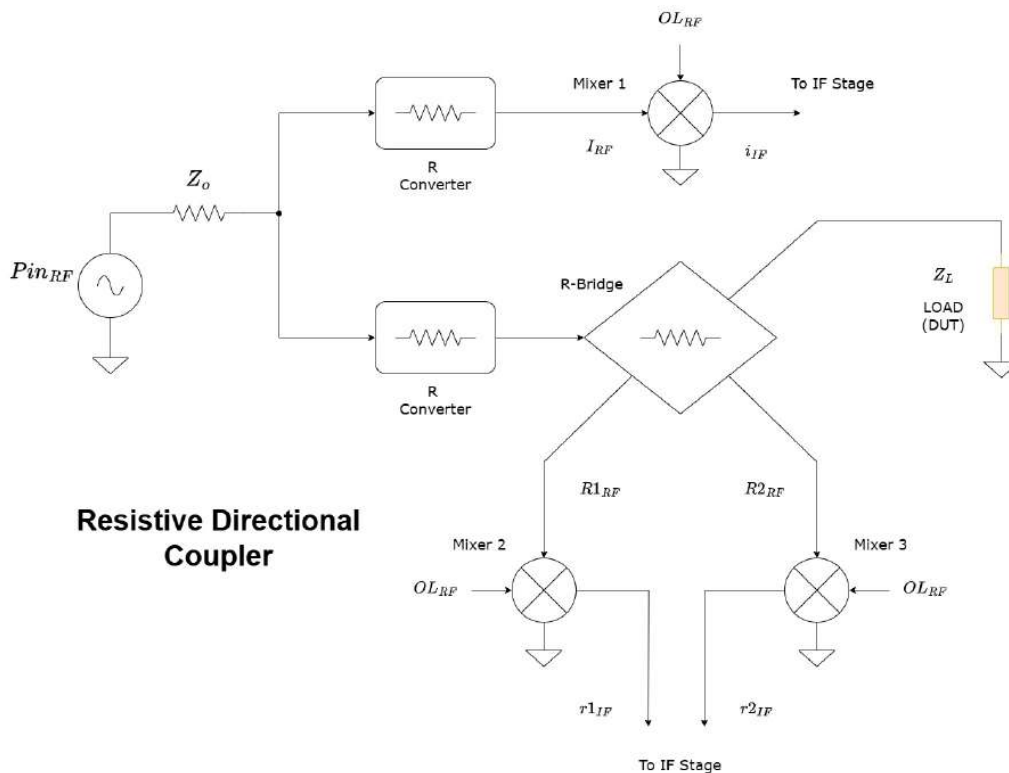 OL_RF
Mixer 1
To IF Stage
I_RF
i_IF
R
Converter
Z_o
Pin_RF
R-Bridge
Z_L
LOAD
(DUT)
R
Converter
R1_RF
R2_RF
Resistive Directional
Coupler
Mixer 2
Mixer 3
OL_RF
OL_RF
r1_IF
r2_IF
To IF Stage